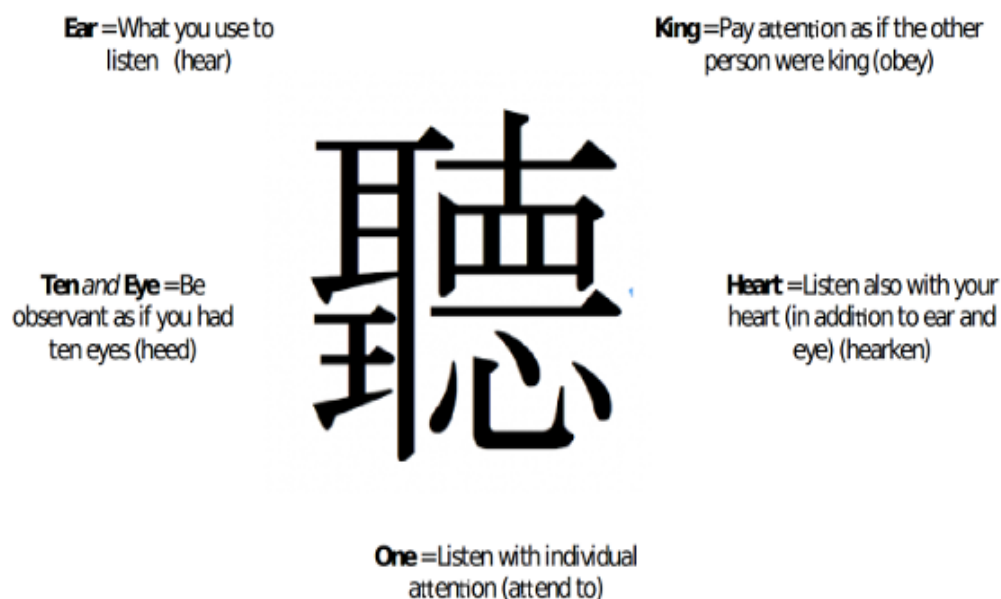 Ear = What you use to
listen (hear)
King = Pay attention as if the other
person were king (obey)
聽
Ten and Eye = Be
observant as if you had
ten eyes (heed)
Heart = Listen also with your
heart (in addition to ear and
eye) (hearken)
One = Listen with individual
attention (attend to)